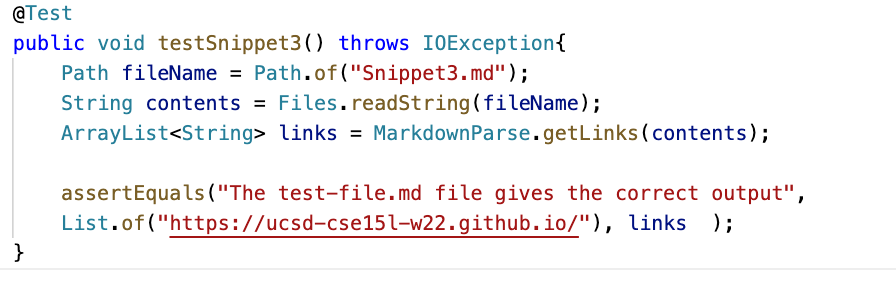 @Test
public void testSnippet3() throws IOException{
    Path fileName = Path.of("Snippet3.md");
    String contents = Files.readString(fileName);
    ArrayList<String> links = MarkdownParse.getLinks(contents);
    assertEquals("The test-file.md file gives the correct output",
    List.of("https://ucsd-cse15l-w22.github.io/"), links  );
}